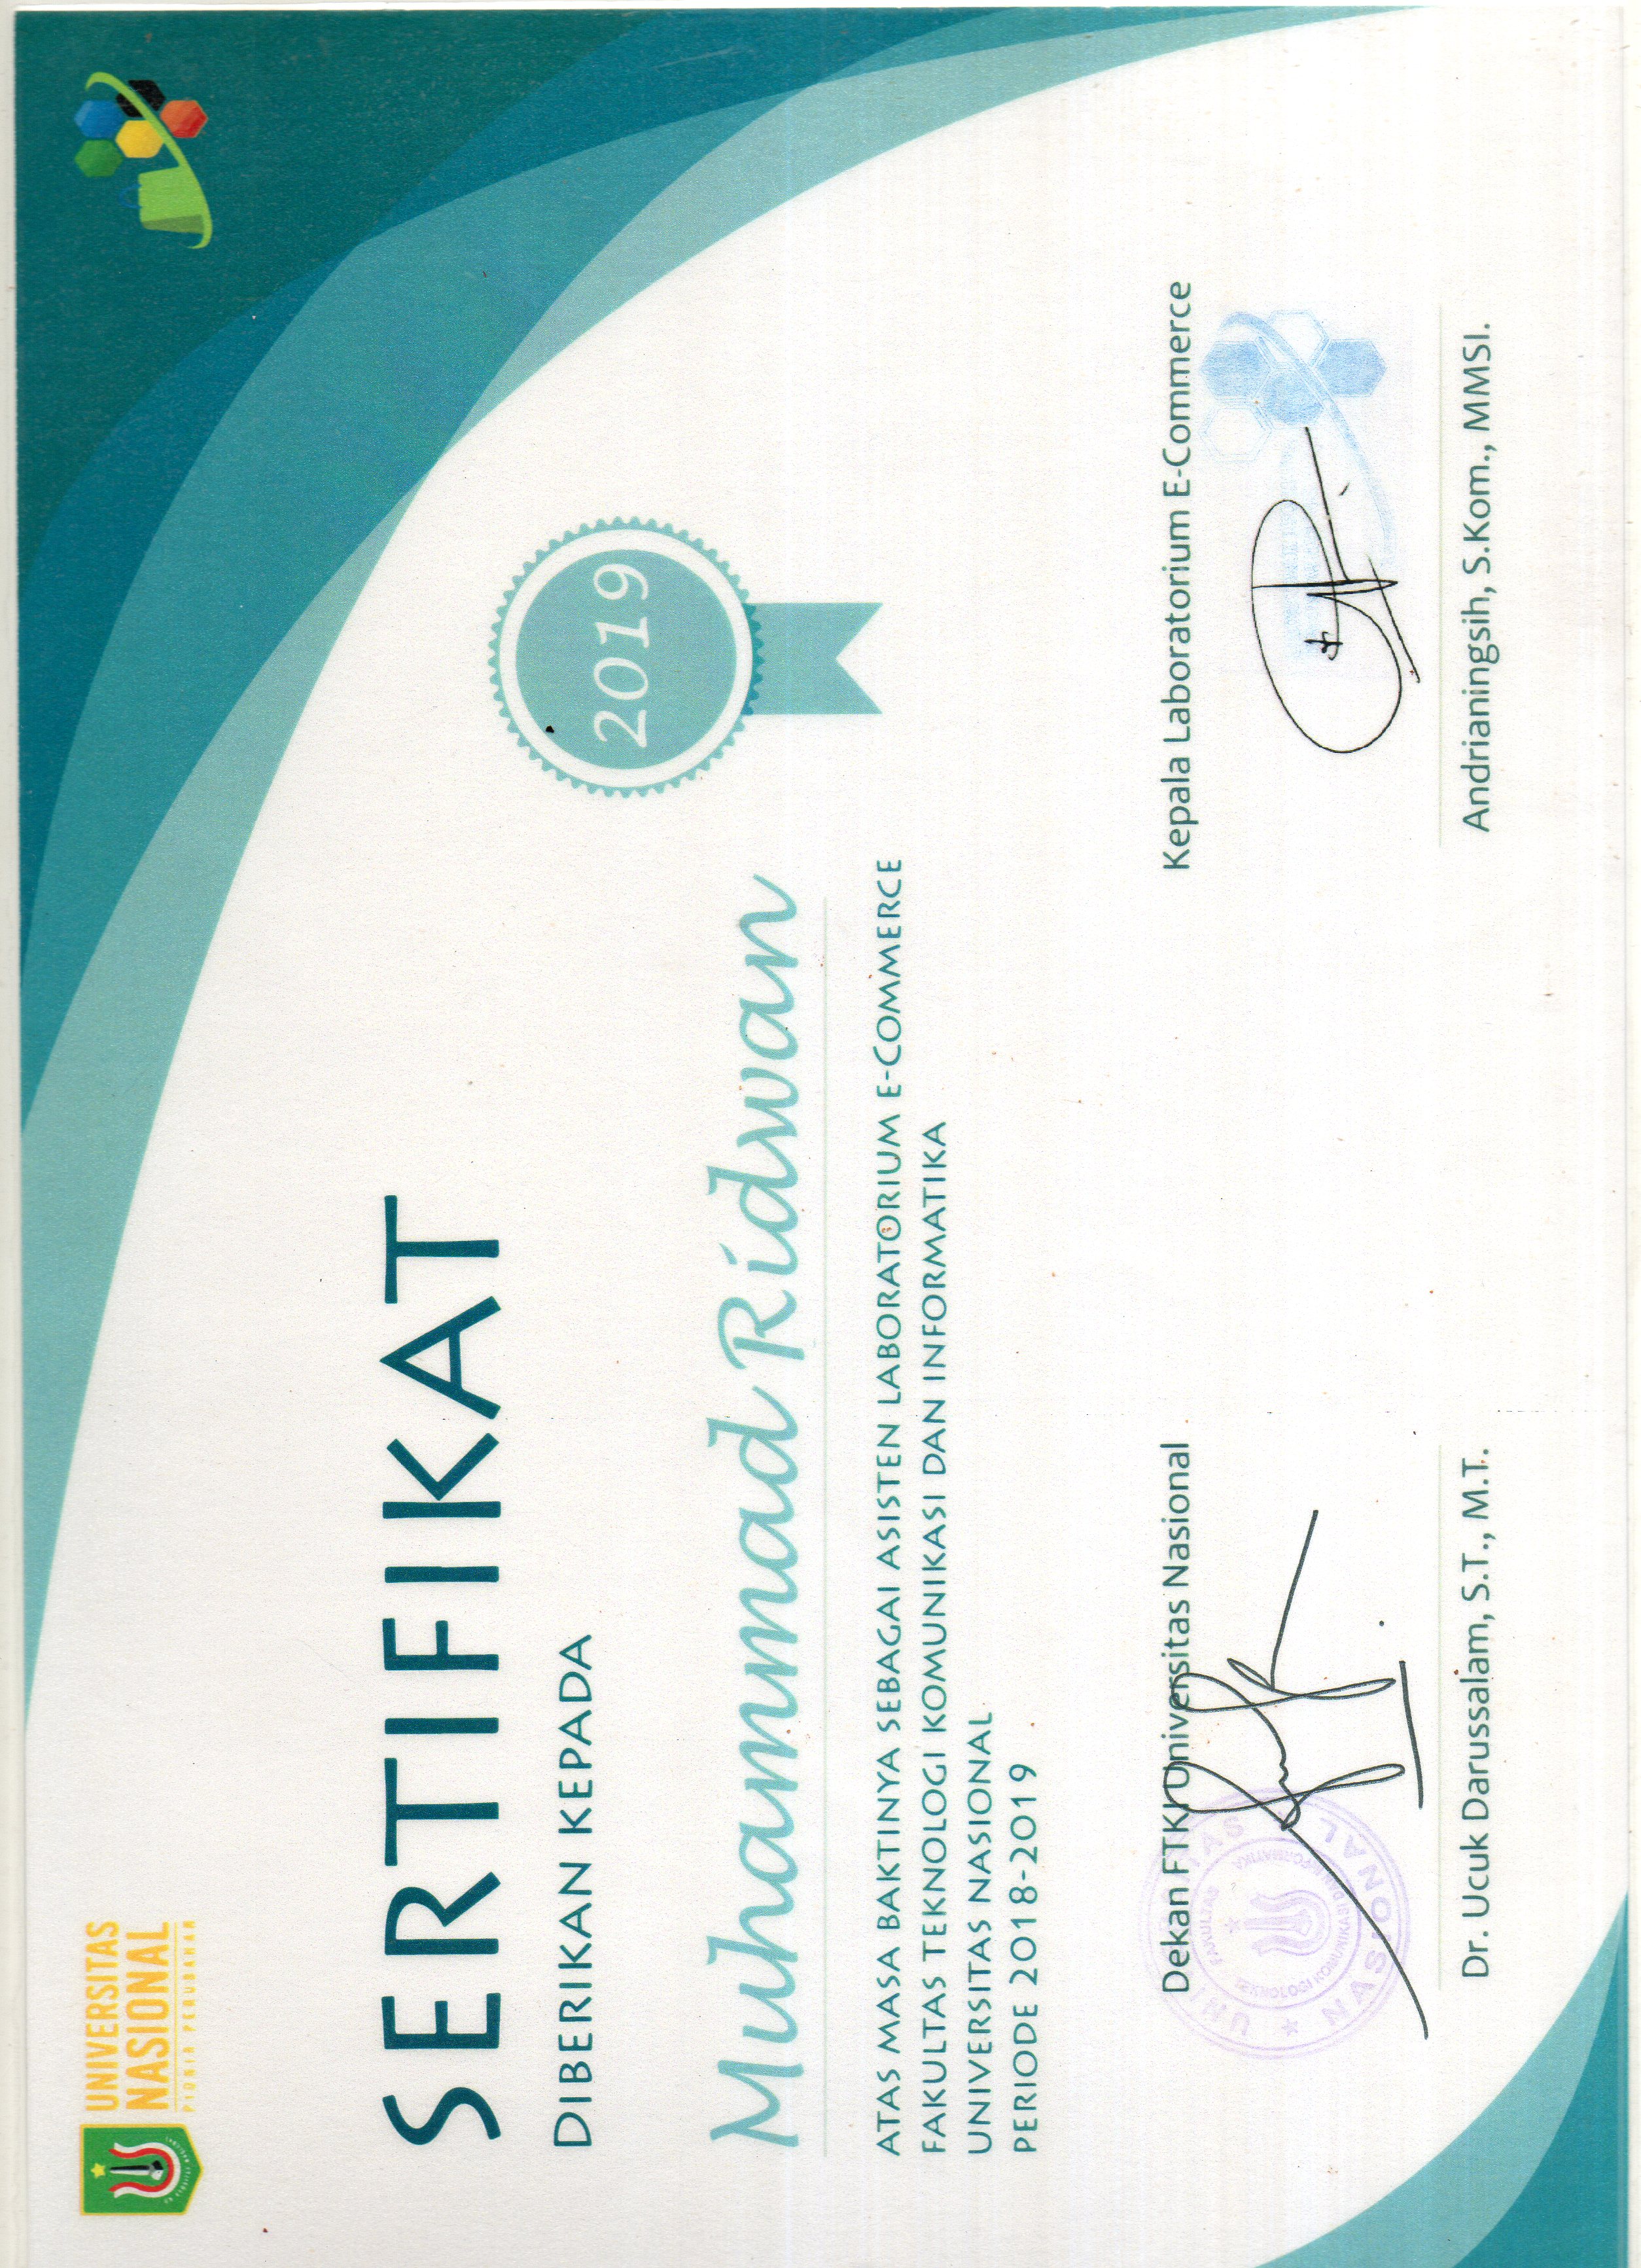 UNIVERSITAS
NASIONAL
PIONIR PERUBAHAN
SERTIFIKAT
DIBERIKAN KEPADA
2019
Muhammad Ridwan
ATAS MASA BAKTINYA SEBAGAI ASISTEN LABORATORIUM E-COMMERCE
FAKULTAS TEKNOLOGI KOMUNIKASI DAN INFORMATIKA
UNIVERSITAS NASIONAL
PERIODE 2018-2019
Dekan FTKI Universitas Nasional
Kepala Laboratorium E-Commerce
UNIVERSITAS NASIONAL
FAKULTAS TEKNOLOGI KOMUNIKASI DAN INFORMATIKA
Dr. Ucuk Darussalam, S.T., M.T.
Andrianingsih, S.Kom., MMSI.